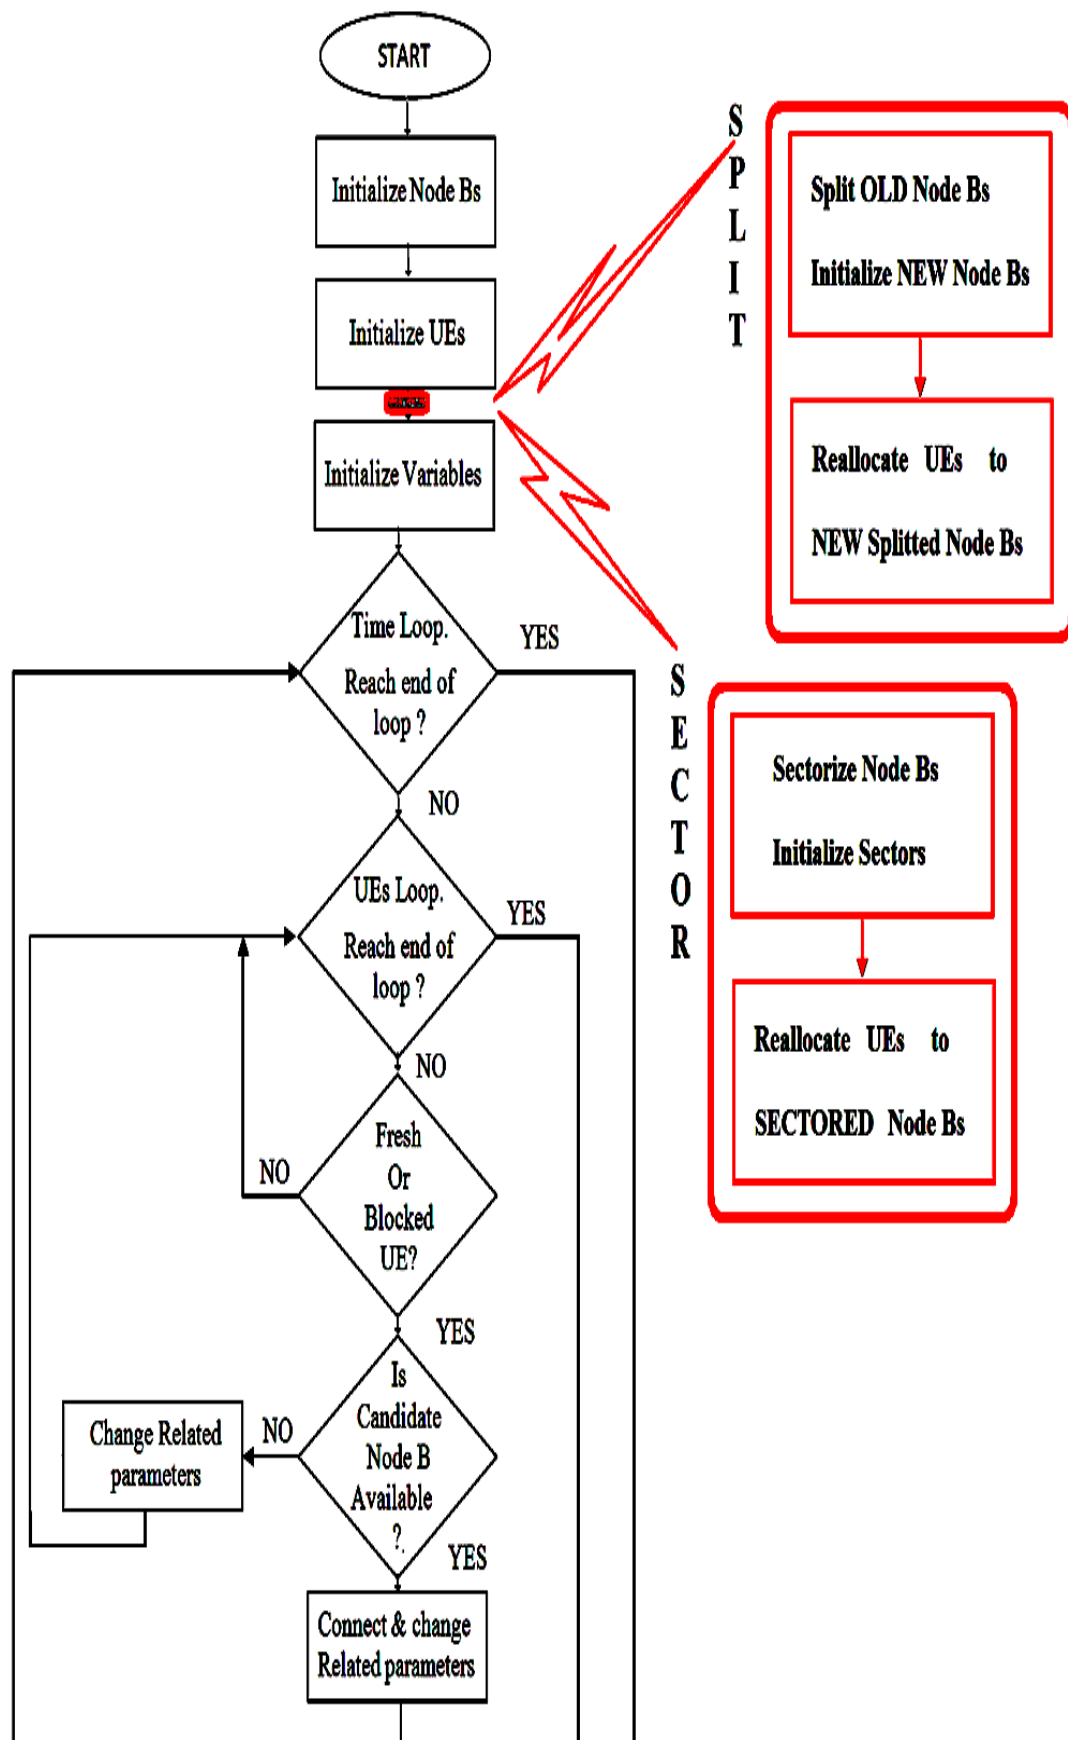 START
Initialize Node Bs
Initialize UEs
Initialize Variables
Time Loop.
Reach end of
loop ?
YES
NO
UEs Loop.
Reach end of
loop ?
YES
NO
Fresh
Or
Blocked
UE?
NO
YES
Is
Candidate
Node B
Available
?.
NO
Change Related
parameters
YES
Connect & change
Related parameters
SPLIT
Split OLD Node Bs
Initialize NEW Node Bs
Reallocate UEs to
NEW Splitted Node Bs
SECTOR
Sectorize Node Bs
Initialize Sectors
Reallocate UEs to
SECTORED Node Bs